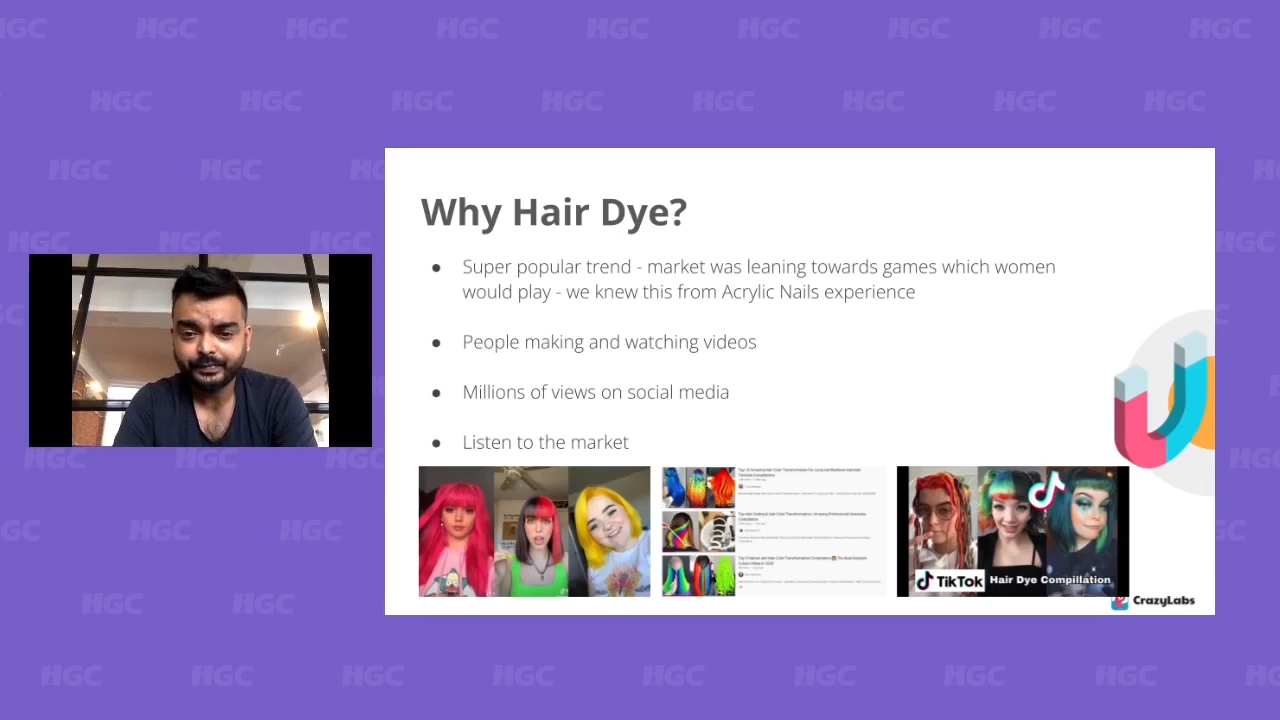 Why Hair Dye?
● Super popular trend - market was leaning towards games which women
would play - we knew this from Acrylic Nails experience
● People making and watching videos
● Millions of views on social media
● Listen to the market
TikTok Hair Dye Compillation
CrazyLabs
HGC